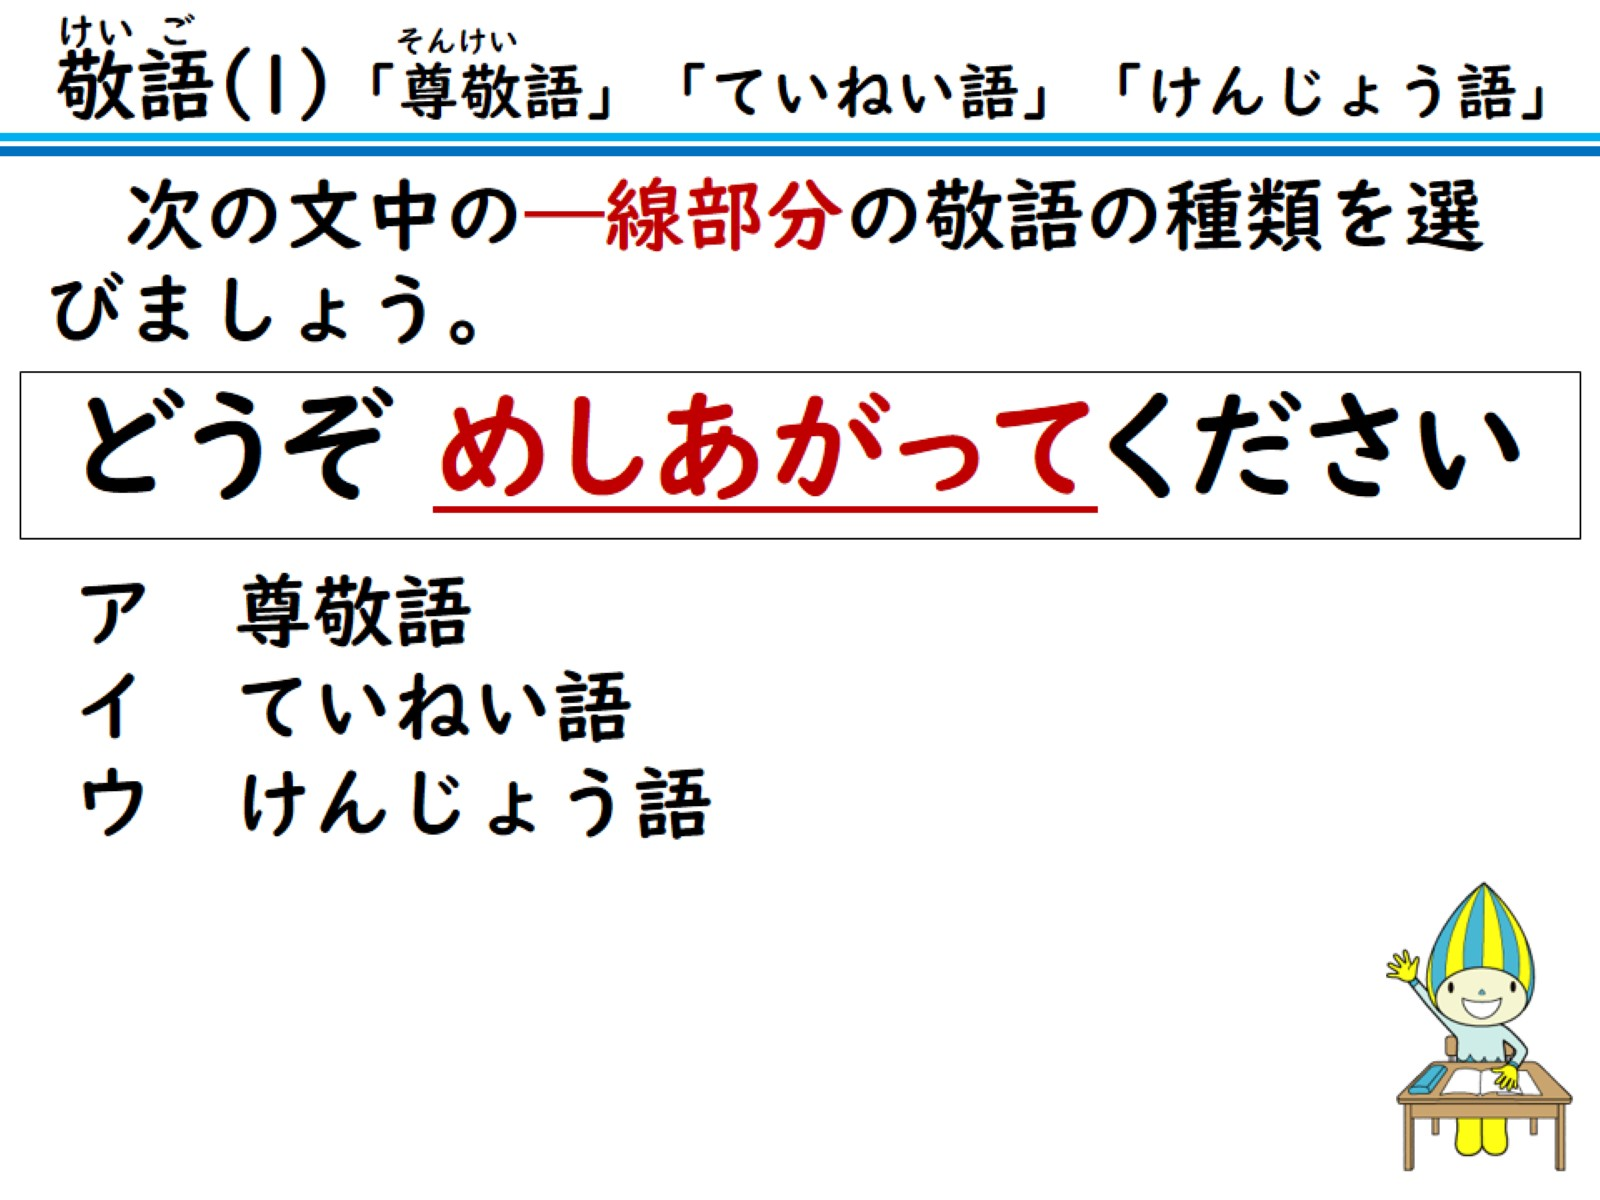 けいご
そんけい
敬語(1)「尊敬語」「ていねい語」「けんじょう語」
次の文中の―線部分の敬語の種類を選
びましょう。
どうぞ めしあがってください
ア 尊敬語
イ ていねい語
ウ けんじょう語